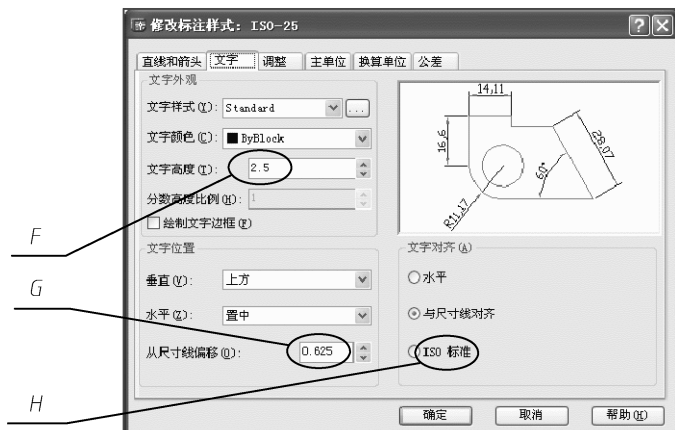 修改标注样式: ISO-25
直线和箭头 文字 调整 主单位 换算单位 公差
文字外观
文字样式(Y): Standard ...
文字颜色(C): ByBlock
文字高度(T): 2.5
分数高度比例(H): 1
绘制文字边框(F)
14,11
16,6
28,07
60°
R11,17
F
文字位置
垂直(V): 上方
G
水平(Z): 置中
从尺寸线偏移(O): 0.625
文字对齐(A)
水平
与尺寸线对齐
ISO 标准
H
确定 取消 帮助(H)